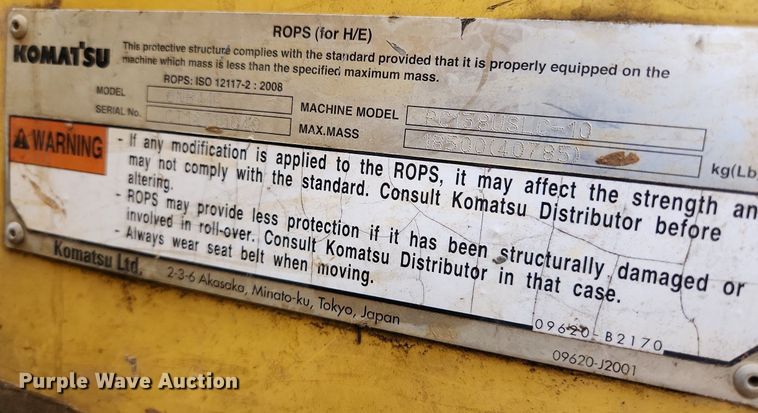 ROPS (for H/E)
KOMATSU
This protective structure complies with the standard provided that it is properly equipped on the
machine which mass is less than the specified maximum mass.
ROPS: ISO 12117-2 : 2008
MODEL
MACHINE MODEL PC138USLC-10
SERIAL No.
MAX.MASS 18500(40785) kg(Lb
WARNING
- If any modification is applied to the ROPS, it may affect the strength an
may not comply with the standard. Consult Komatsu Distributor before
altering.
- ROPS may provide less protection if it has been structurally damaged or
involved in roll-over. Consult Komatsu Distributor in that case.
- Always wear seat belt when moving.
09620-B2170
Komatsu Ltd. 2-3-6 Akasaka, Minato-ku, Tokyo, Japan
09620-J2001
Purple Wave Auction